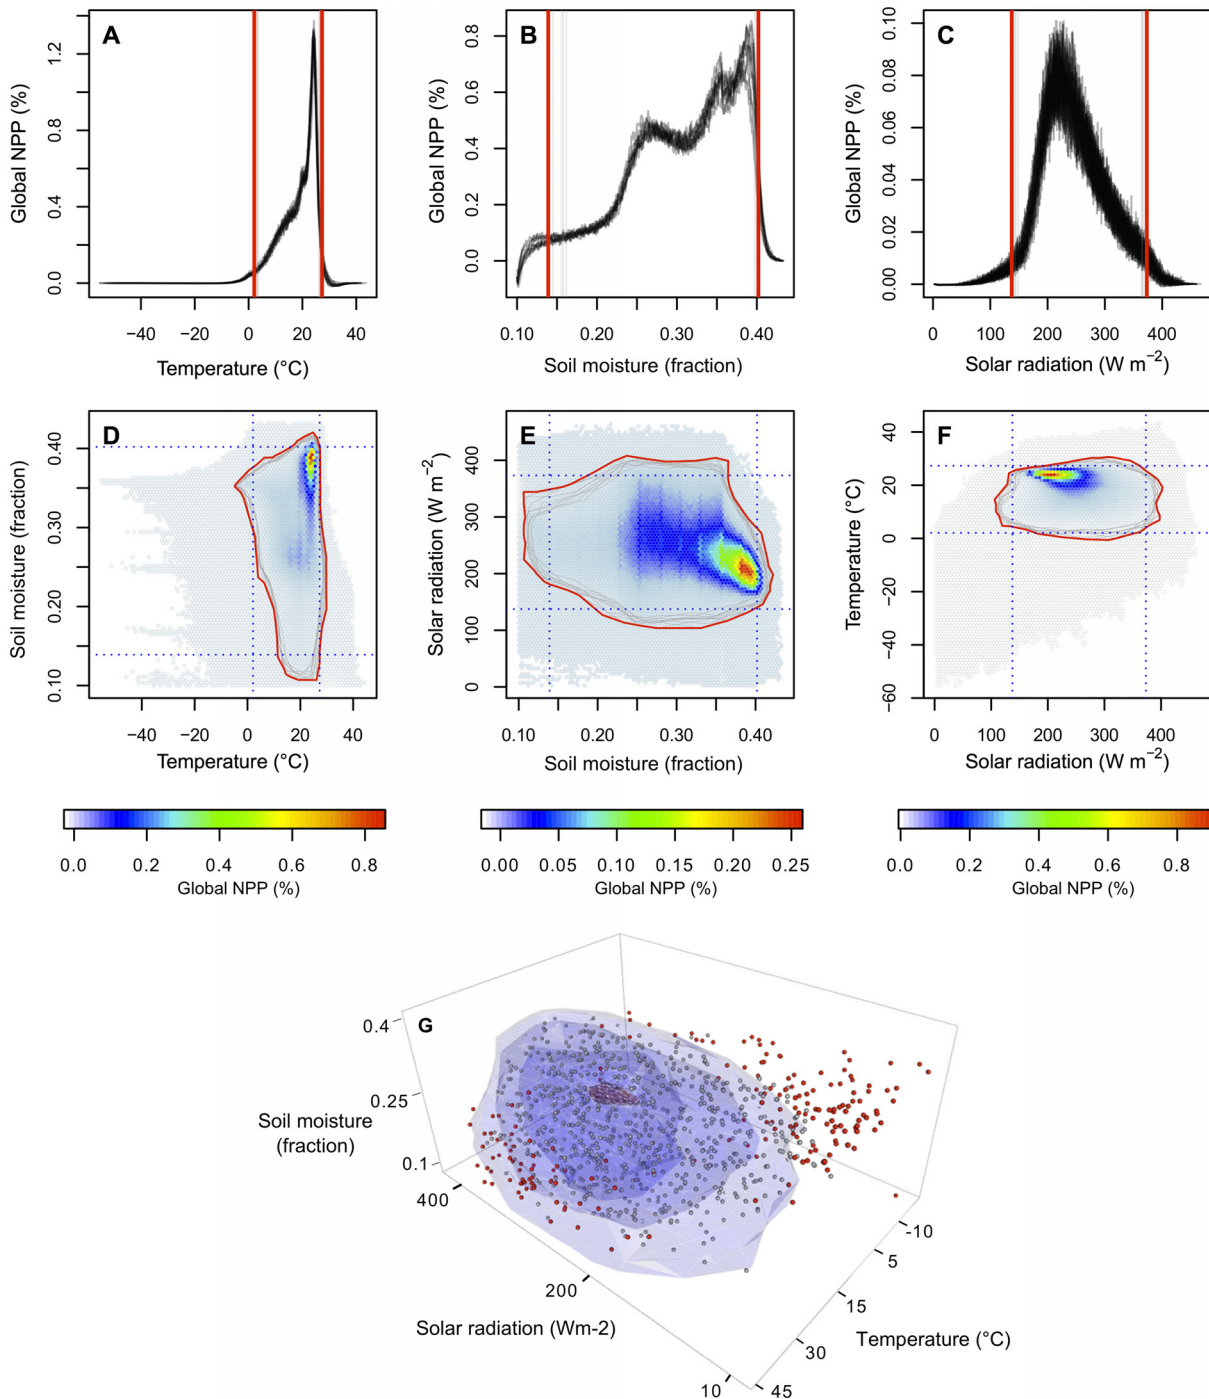 A
B
C
Global NPP (%)
0.0 0.4 0.8 1.2
−40 −20 0 20 40
Temperature (°C)
Global NPP (%)
0.0 0.2 0.4 0.6 0.8
0.10 0.20 0.30 0.40
Soil moisture (fraction)
Global NPP (%)
0.00 0.02 0.04 0.06 0.08 0.10
0 100 200 300 400
Solar radiation (W m−2)
D
E
F
Soil moisture (fraction)
0.10 0.20 0.30 0.40
−40 −20 0 20 40
Temperature (°C)
Solar radiation (W m−2)
0 100 200 300 400
0.10 0.20 0.30 0.40
Soil moisture (fraction)
Temperature (°C)
−60 −40 −20 0 20 40
0 100 200 300 400
Solar radiation (W m−2)
0.0 0.2 0.4 0.6 0.8
Global NPP (%)
0.00 0.05 0.10 0.15 0.20 0.25
Global NPP (%)
0.0 0.2 0.4 0.6 0.8
Global NPP (%)
G
0.4
0.25
0.1
Soil moisture
(fraction)
400
200
10
Solar radiation (Wm-2)
-10
5
15
30
45
Temperature (°C)